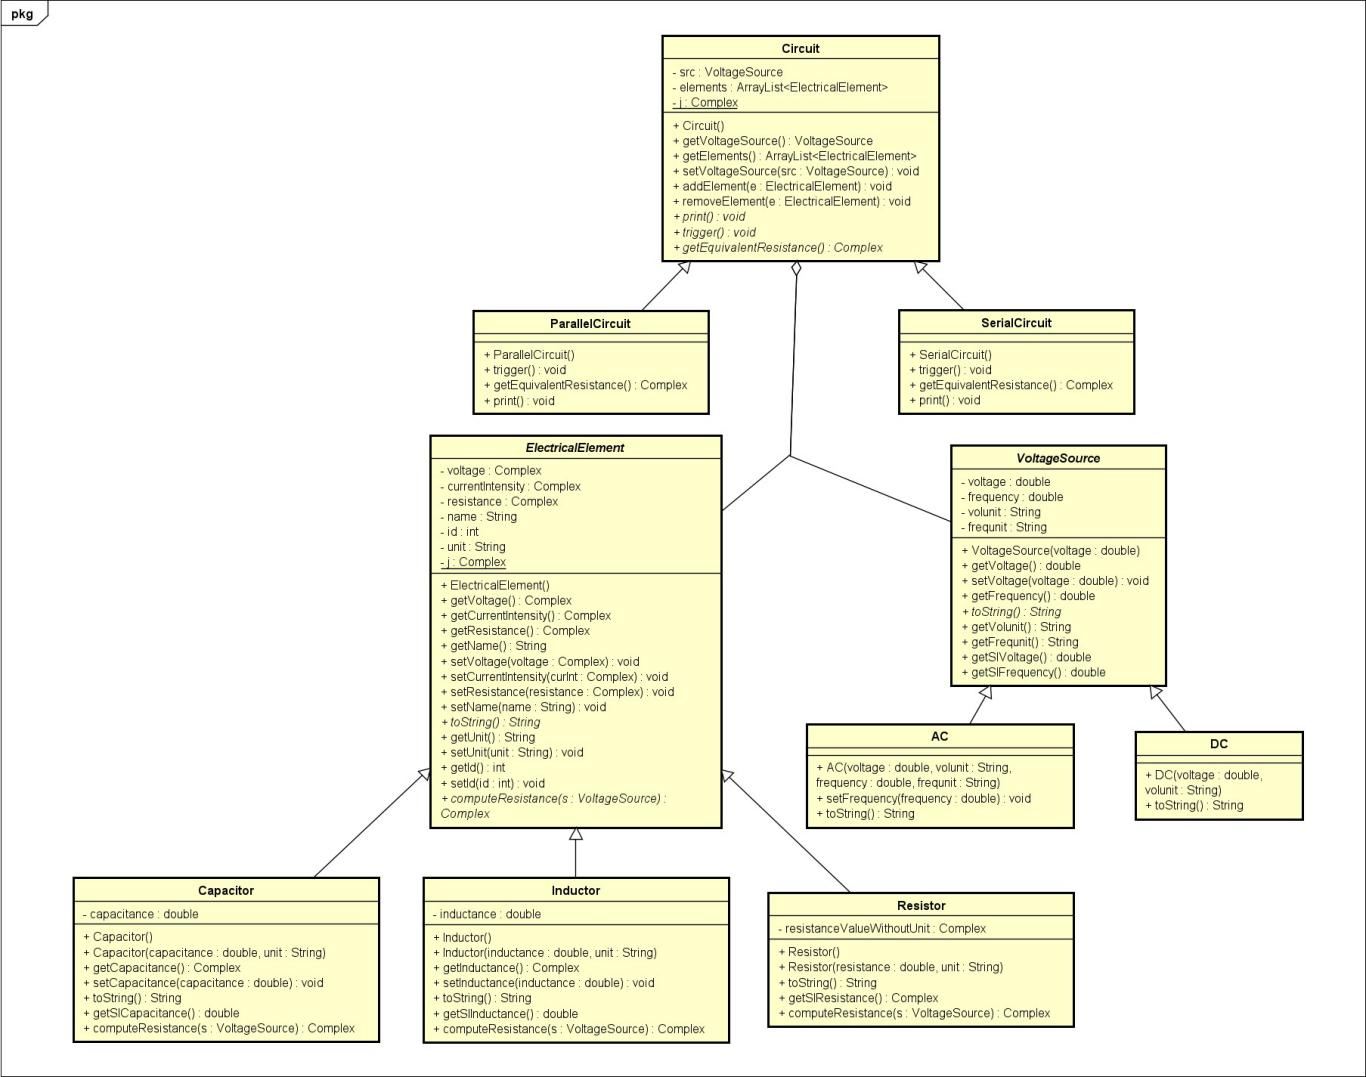 pkg
Circuit
- src : VoltageSource
- elements : ArrayList<ElectricalElement>
- j : Complex
+ Circuit()
+ getVoltageSource() : VoltageSource
+ getElements() : ArrayList<ElectricalElement>
+ setVoltageSource(src : VoltageSource) : void
+ addElement(e : ElectricalElement) : void
+ removeElement(e : ElectricalElement) : void
+ print() : void
+ trigger() : void
+ getEquivalentResistance() : Complex
ParallelCircuit
+ ParallelCircuit()
+ trigger() : void
+ getEquivalentResistance() : Complex
+ print() : void
SerialCircuit
+ SerialCircuit()
+ trigger() : void
+ getEquivalentResistance() : Complex
+ print() : void
ElectricalElement
- voltage : Complex
- currentIntensity : Complex
- resistance : Complex
- name : String
- id : int
- unit : String
- j : Complex
+ ElectricalElement()
+ getVoltage() : Complex
+ getCurrentIntensity() : Complex
+ getResistance() : Complex
+ getName() : String
+ setVoltage(voltage : Complex) : void
+ setCurrentIntensity(curInt : Complex) : void
+ setResistance(resistance : Complex) : void
+ setName(name : String) : void
+ toString() : String
+ getUnit() : String
+ setUnit(unit : String) : void
+ getId() : int
+ setId(id : int) : void
+ computeResistance(s : VoltageSource) :
Complex
VoltageSource
- voltage : double
- frequency : double
- volunit : String
- frequnit : String
+ VoltageSource(voltage : double)
+ getVoltage() : double
+ setVoltage(voltage : double) : void
+ getFrequency() : double
+ toString() : String
+ getVolunit() : String
+ getFrequnit() : String
+ getSIVoltage() : double
+ getSIFrequency() : double
AC
+ AC(voltage : double, volunit : String,
frequency : double, frequnit : String)
+ setFrequency(frequency : double) : void
+ toString() : String
DC
+ DC(voltage : double,
volunit : String)
+ toString() : String
Capacitor
- capacitance : double
+ Capacitor()
+ Capacitor(capacitance : double, unit : String)
+ getCapacitance() : Complex
+ setCapacitance(capacitance : double) : void
+ toString() : String
+ getSICapacitance() : double
+ computeResistance(s : VoltageSource) : Complex
Inductor
- inductance : double
+ Inductor()
+ Inductor(inductance : double, unit : String)
+ getInductance() : Complex
+ setInductance(inductance : double) : void
+ toString() : String
+ getSIInductance() : double
+ computeResistance(s : VoltageSource) : Complex
Resistor
- resistanceValueWithoutUnit : Complex
+ Resistor()
+ Resistor(resistance : double, unit : String)
+ toString() : String
+ getSIResistance() : Complex
+ computeResistance(s : VoltageSource) : Complex